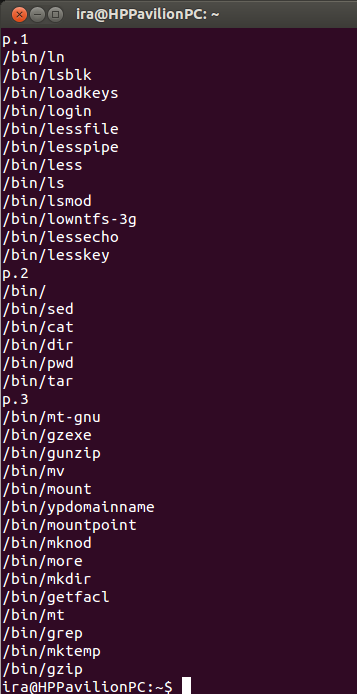 ira@HPPavilionPC: ~
p.1
/bin/ln
/bin/lsblk
/bin/loadkeys
/bin/login
/bin/lessfile
/bin/lesspipe
/bin/less
/bin/ls
/bin/lsmod
/bin/lowntfs-3g
/bin/lessecho
/bin/lesskey
p.2
/bin/
/bin/sed
/bin/cat
/bin/dir
/bin/pwd
/bin/tar
p.3
/bin/mt-gnu
/bin/gzexe
/bin/gunzip
/bin/mv
/bin/mount
/bin/ypdomainname
/bin/mountpoint
/bin/mknod
/bin/more
/bin/mkdir
/bin/getfacl
/bin/mt
/bin/grep
/bin/mktemp
/bin/gzip
ira@HPPavilionPC:~$